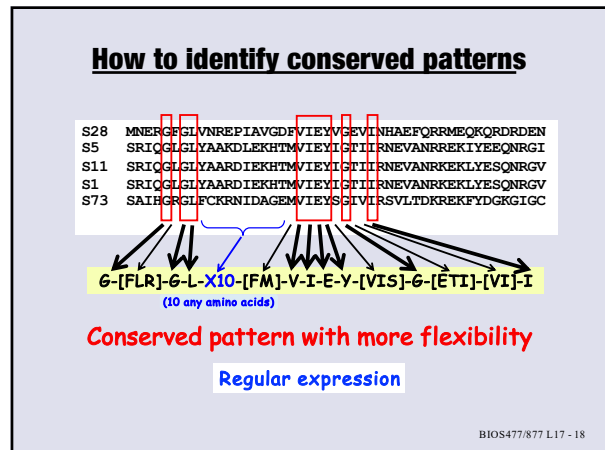 How to identify conserved patterns
S28 MNERGFGLVNREPIAVGDFVIEYVGEVINHAEFQRRMEQKQRDRDEN
S5 SRIQGLGLYAAKDLEKHTMVIEYIGTIIRNEVANRREKIYEEQNRGI
S11 SRIQGLGLYAARDIEKHTMVIEYIGTIIRNEVANRKEKLYESQNRGV
S1 SRIQGLGLYAARDIEKHTMVIEYIGTIIRNEVANRKEKLYESQNRGV
S73 SAIHGRGLFCKRNIDAGEMVIEYSGIVIRSVLTDKREKFYDGKGIGC
G-[FLR]-G-L-X10-[FM]-V-I-E-Y-[VIS]-G-[ETI]-[VI]-I
(10 any amino acids)
Conserved pattern with more flexibility
Regular expression
BIOS477/877 L17 - 18